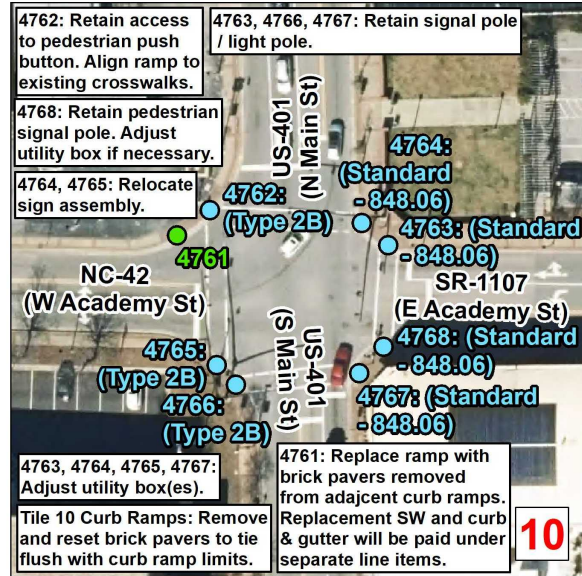 4762: Retain access
to pedestrian push
button. Align ramp to
existing crosswalks.
4763, 4766, 4767: Retain signal pole
/ light pole.
4768: Retain pedestrian
signal pole. Adjust
utility box if necessary.
4764, 4765: Relocate
sign assembly.
US-401
(N Main St)
4764:
(Standard
- 848.06)
4762:
(Type 2B)
4763: (Standard
- 848.06)
4761
NC-42
(W Academy St)
SR-1107
(E Academy St)
4765:
(Type 2B)
4766:
(Type 2B)
US-401
(S Main St)
4768: (Standard
- 848.06)
4767: (Standard
- 848.06)
4763, 4764, 4765, 4767:
Adjust utility box(es).
Tile 10 Curb Ramps: Remove
and reset brick pavers to tie
flush with curb ramp limits.
4761: Replace ramp with
brick pavers removed
from adajcent curb ramps.
Replacement SW and curb
& gutter will be paid under
separate line items.
10